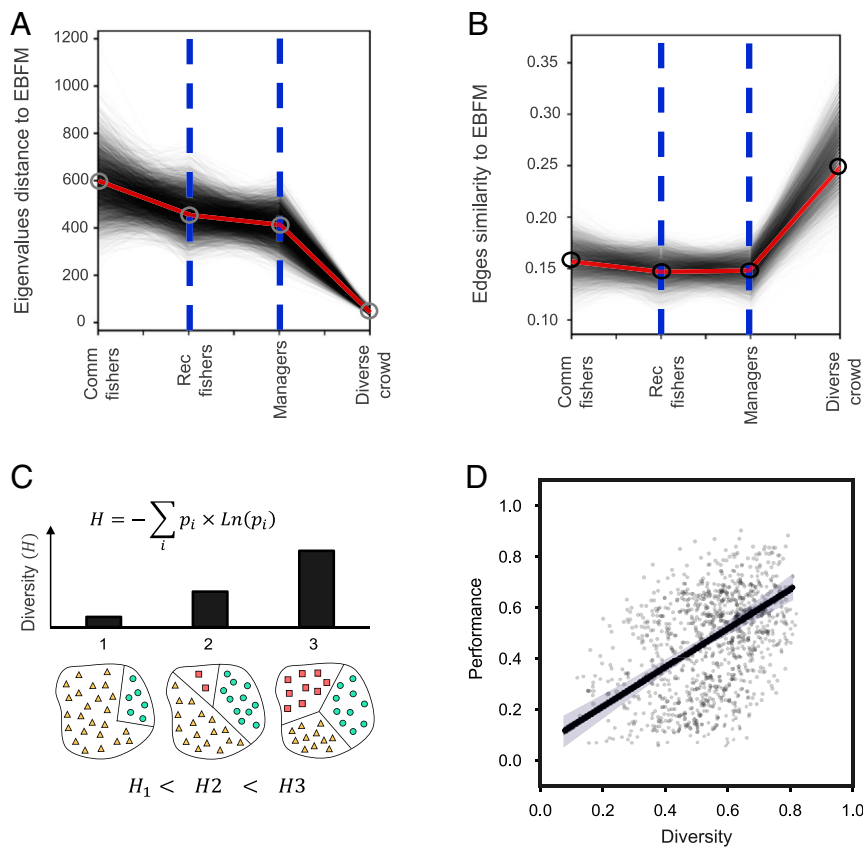 A
Eigenvalues distance to EBFM
1200
1000
800
600
400
200
0
Comm
fishers
Rec
fishers
Managers
Diverse
crowd
B
Edges similarity to EBFM
0.35
0.30
0.25
0.20
0.15
0.10
Comm
fishers
Rec
fishers
Managers
Diverse
crowd
C
H = − ∑ᵢ pᵢ × Ln(pᵢ)
Diversity (H)
1 2 3
H₁ < H2 < H3
D
Performance
1.0
0.8
0.6
0.4
0.2
0.0
0.0 0.2 0.4 0.6 0.8 1.0
Diversity